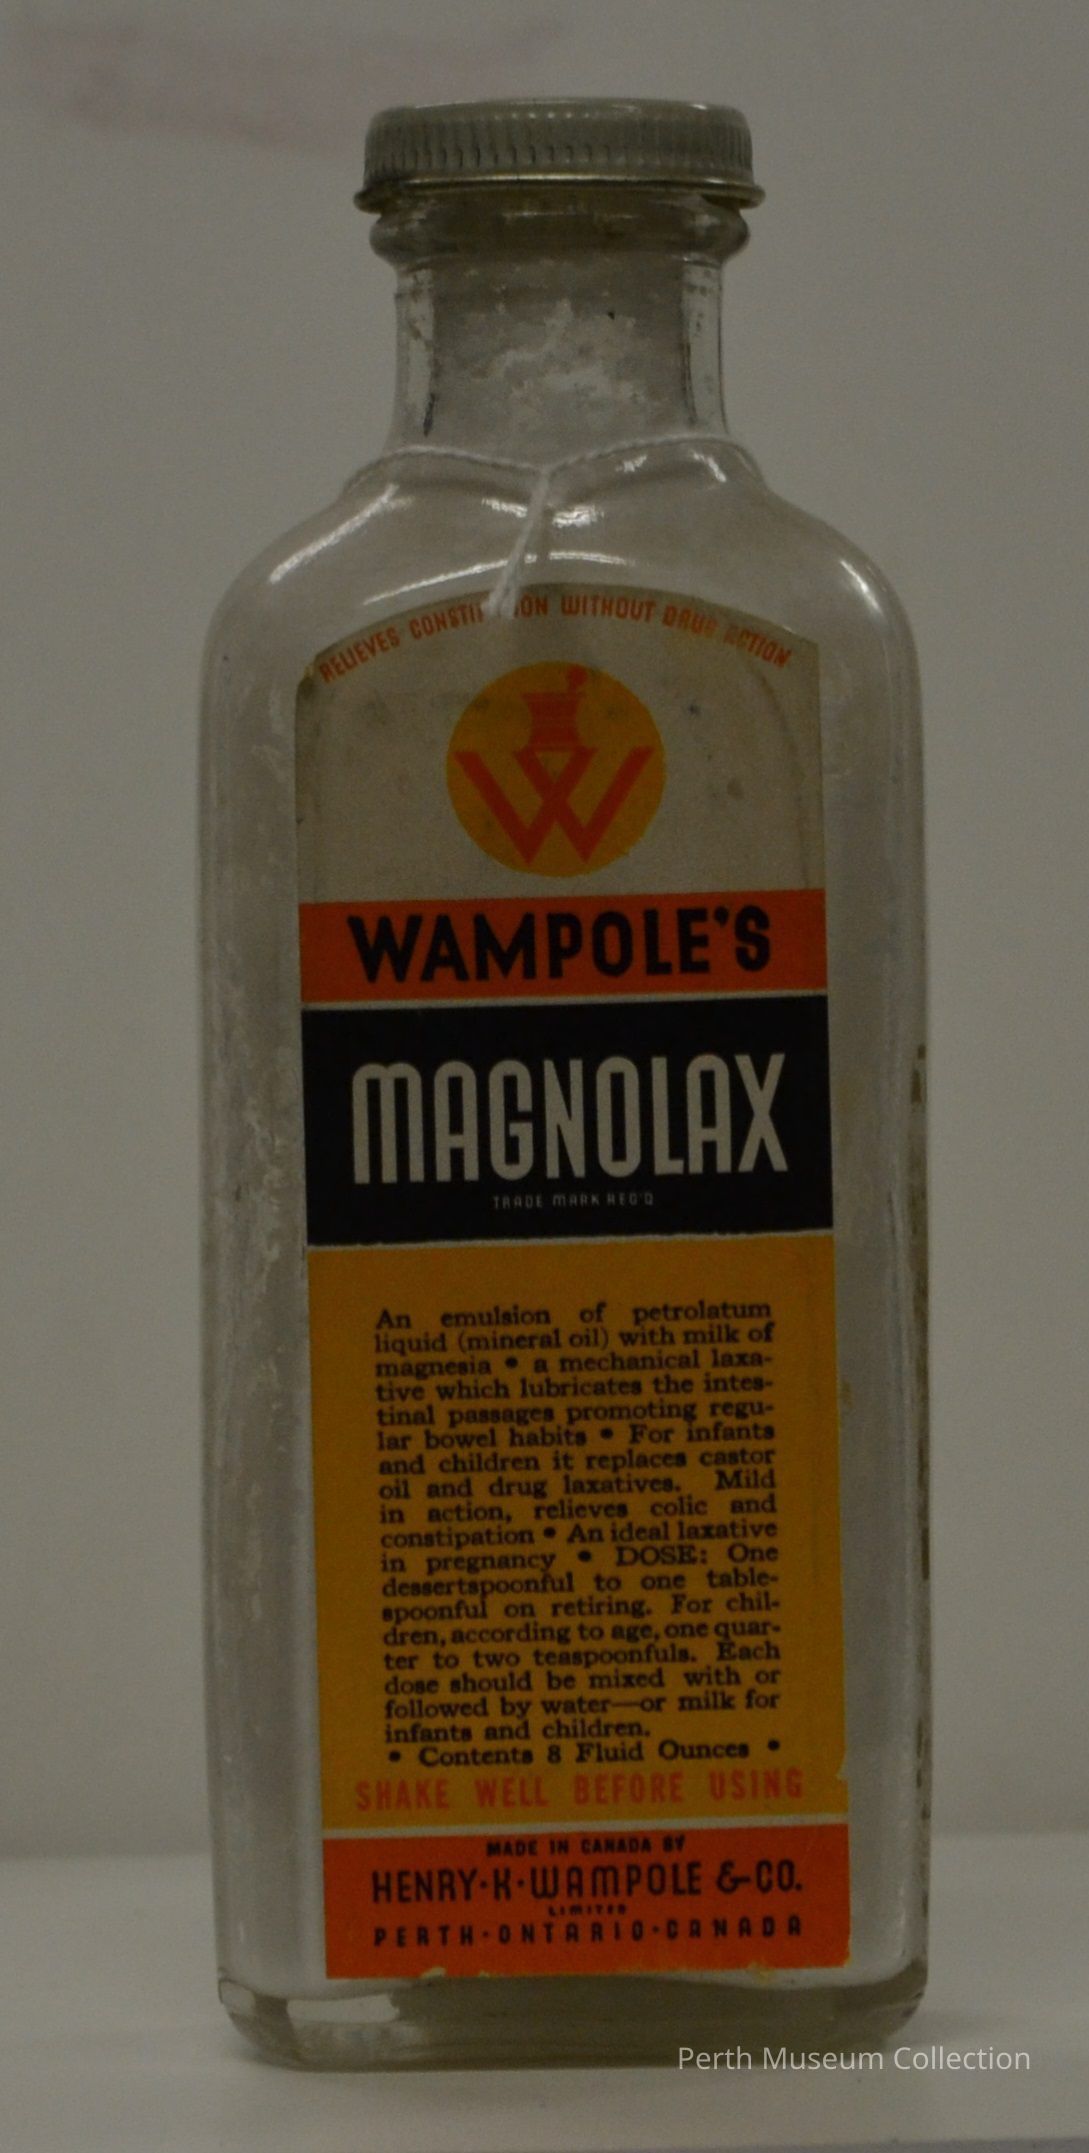 RELIEVES CONSTIPATION WITHOUT DRUG ACTION
W
WAMPOLE'S
MAGNOLAX
TRADE MARK REG'D
An emulsion of petrolatum
liquid (mineral oil) with milk of
magnesia • a mechanical laxa-
tive which lubricates the intes-
tinal passages promoting regu-
lar bowel habits • For infants
and children it replaces castor
oil and drug laxatives. Mild
in action, relieves colic and
constipation • An ideal laxative
in pregnancy • DOSE: One
dessertspoonful to one table-
spoonful on retiring. For chil-
dren, according to age, one quar-
ter to two teaspoonfuls. Each
dose should be mixed with or
followed by water—or milk for
infants and children.
• Contents 8 Fluid Ounces •
SHAKE WELL BEFORE USING
MADE IN CANADA BY
HENRY·K·WAMPOLE & CO.
LIMITED
PERTH·ONTARIO·CANADA
Perth Museum Collection